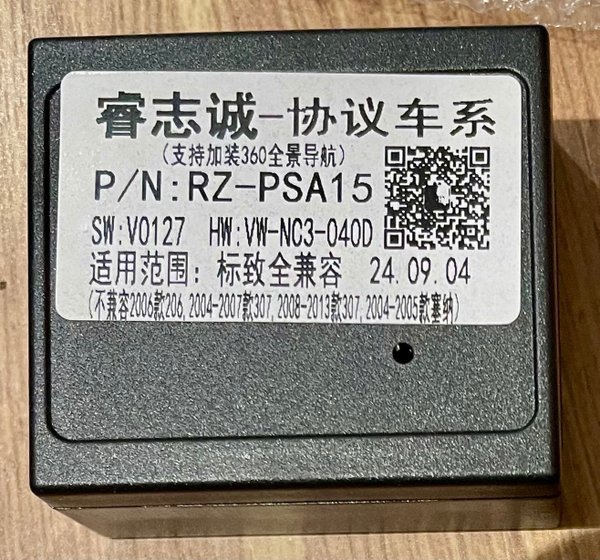 睿志诚-协议车系
(支持加装360全景导航)
P/N:RZ-PSA15
SW:V0127 HW:VW-NC3-040D
适用范围: 标致全兼容 24.09.04
(不兼容2006款206,2004-2007款307,2008-2013款307,2004-2005款塞纳)